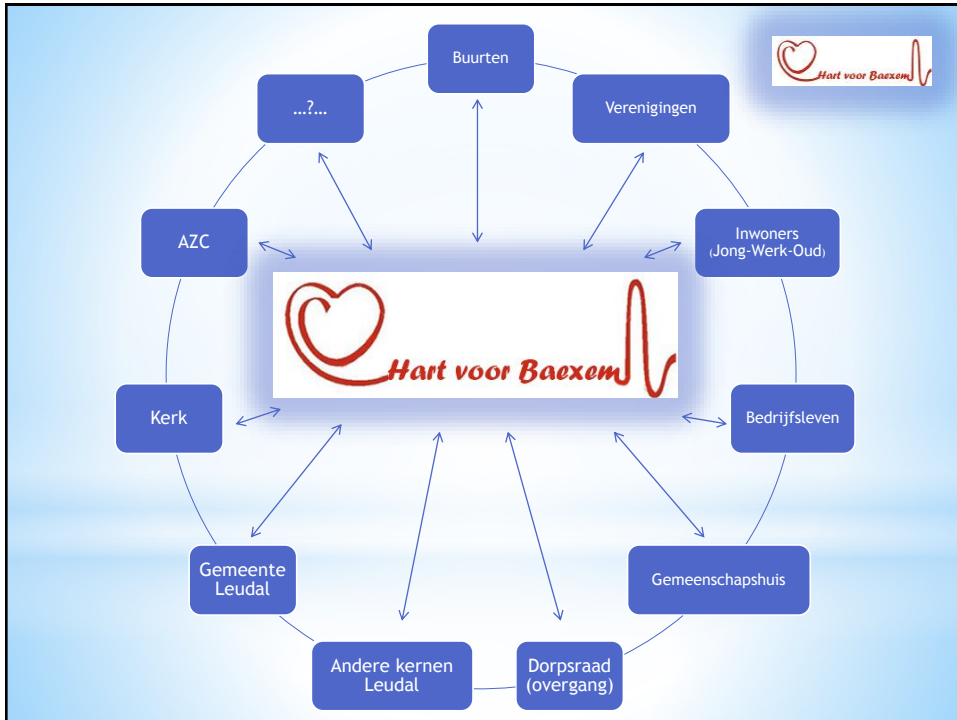 Buurten
Hart voor Baexem
...?...
Verenigingen
AZC
Inwoners
(Jong-Werk-Oud)
Hart voor Baexem
Kerk
Bedrijfsleven
Gemeente
Leudal
Gemeenschapshuis
Andere kernen
Leudal
Dorpsraad
(overgang)